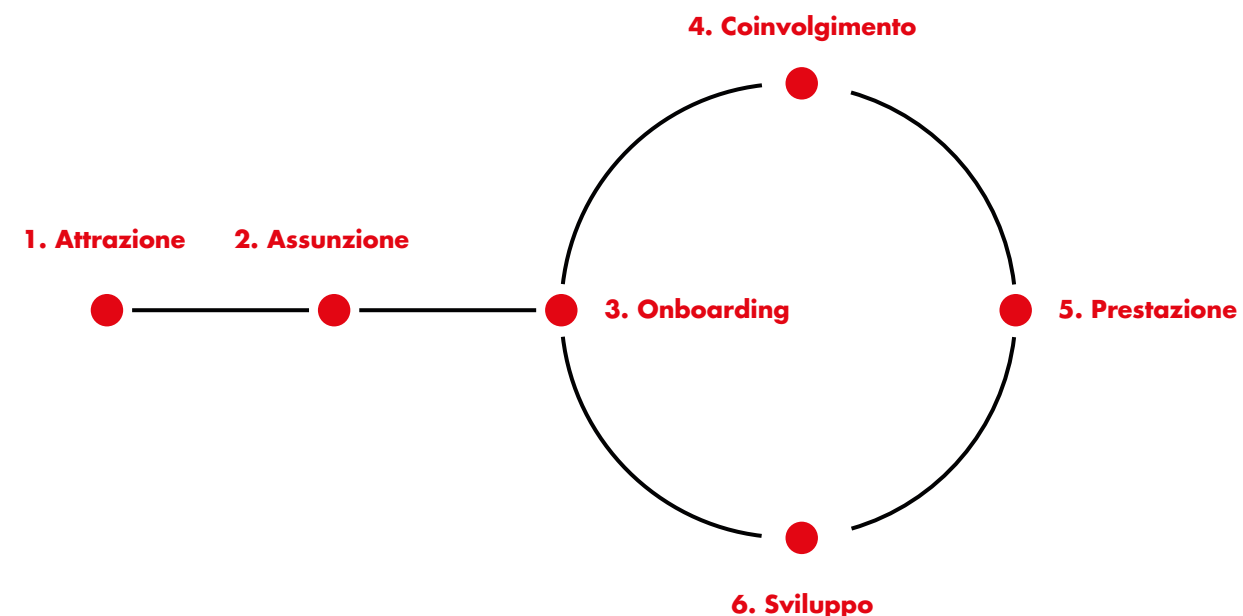 4. Coinvolgimento
1. Attrazione
2. Assunzione
3. Onboarding
5. Prestazione
6. Sviluppo